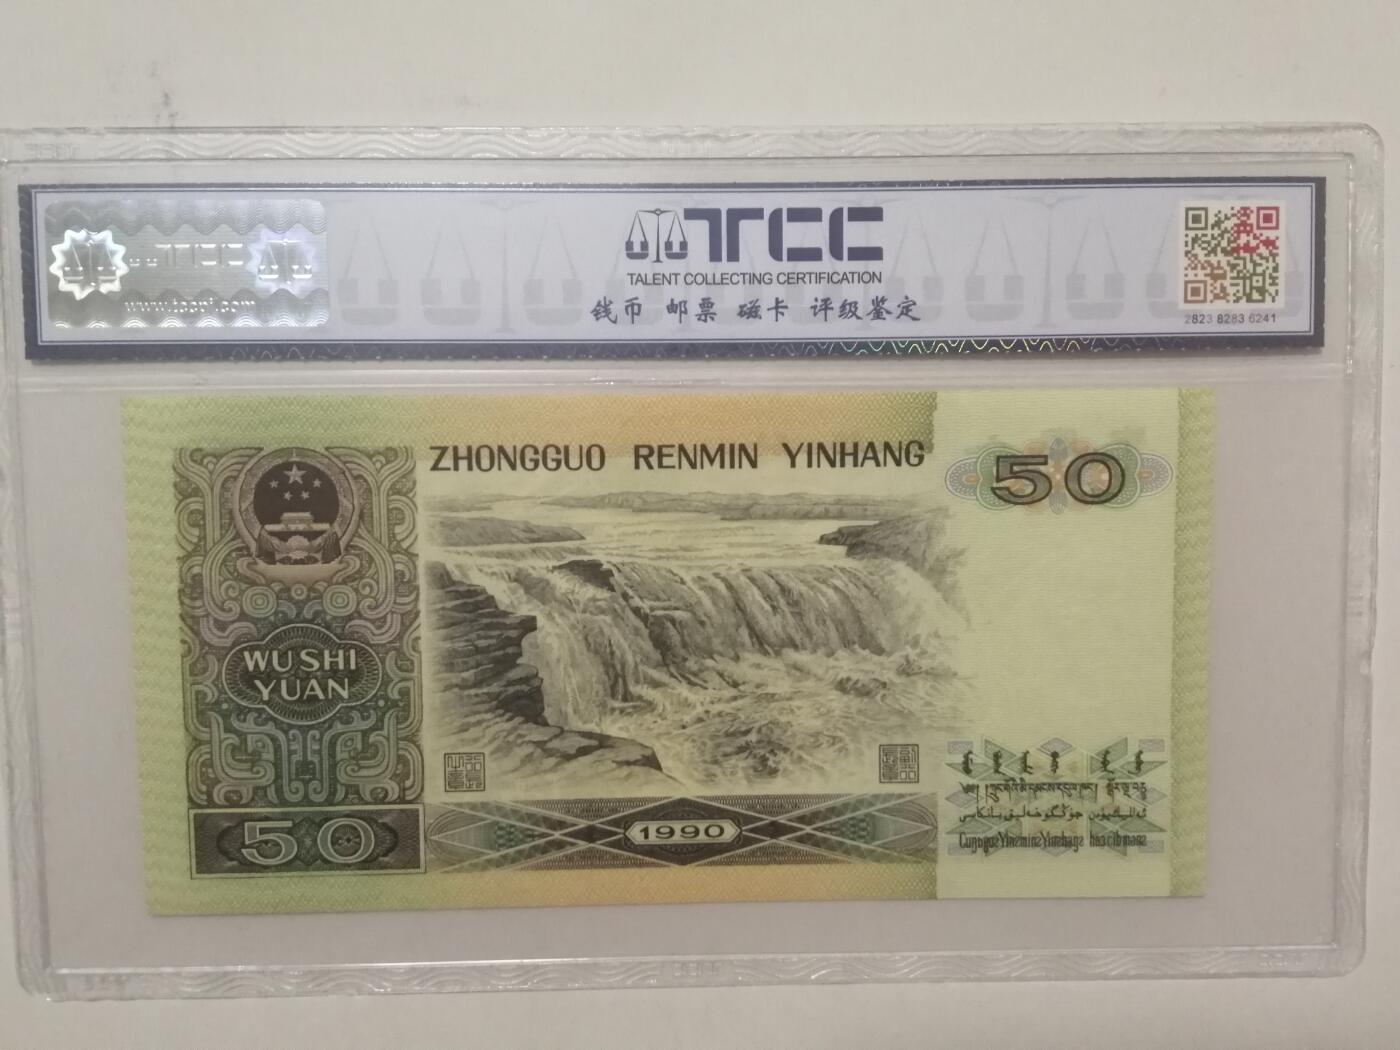 TCC
TCC
TALENT COLLECTING CERTIFICATION
钱币 邮票 磁卡 评级鉴定
2823 8283 6241
ZHONGGUO RENMIN YINHANG
50
WU SHI
YUAN
50
1990